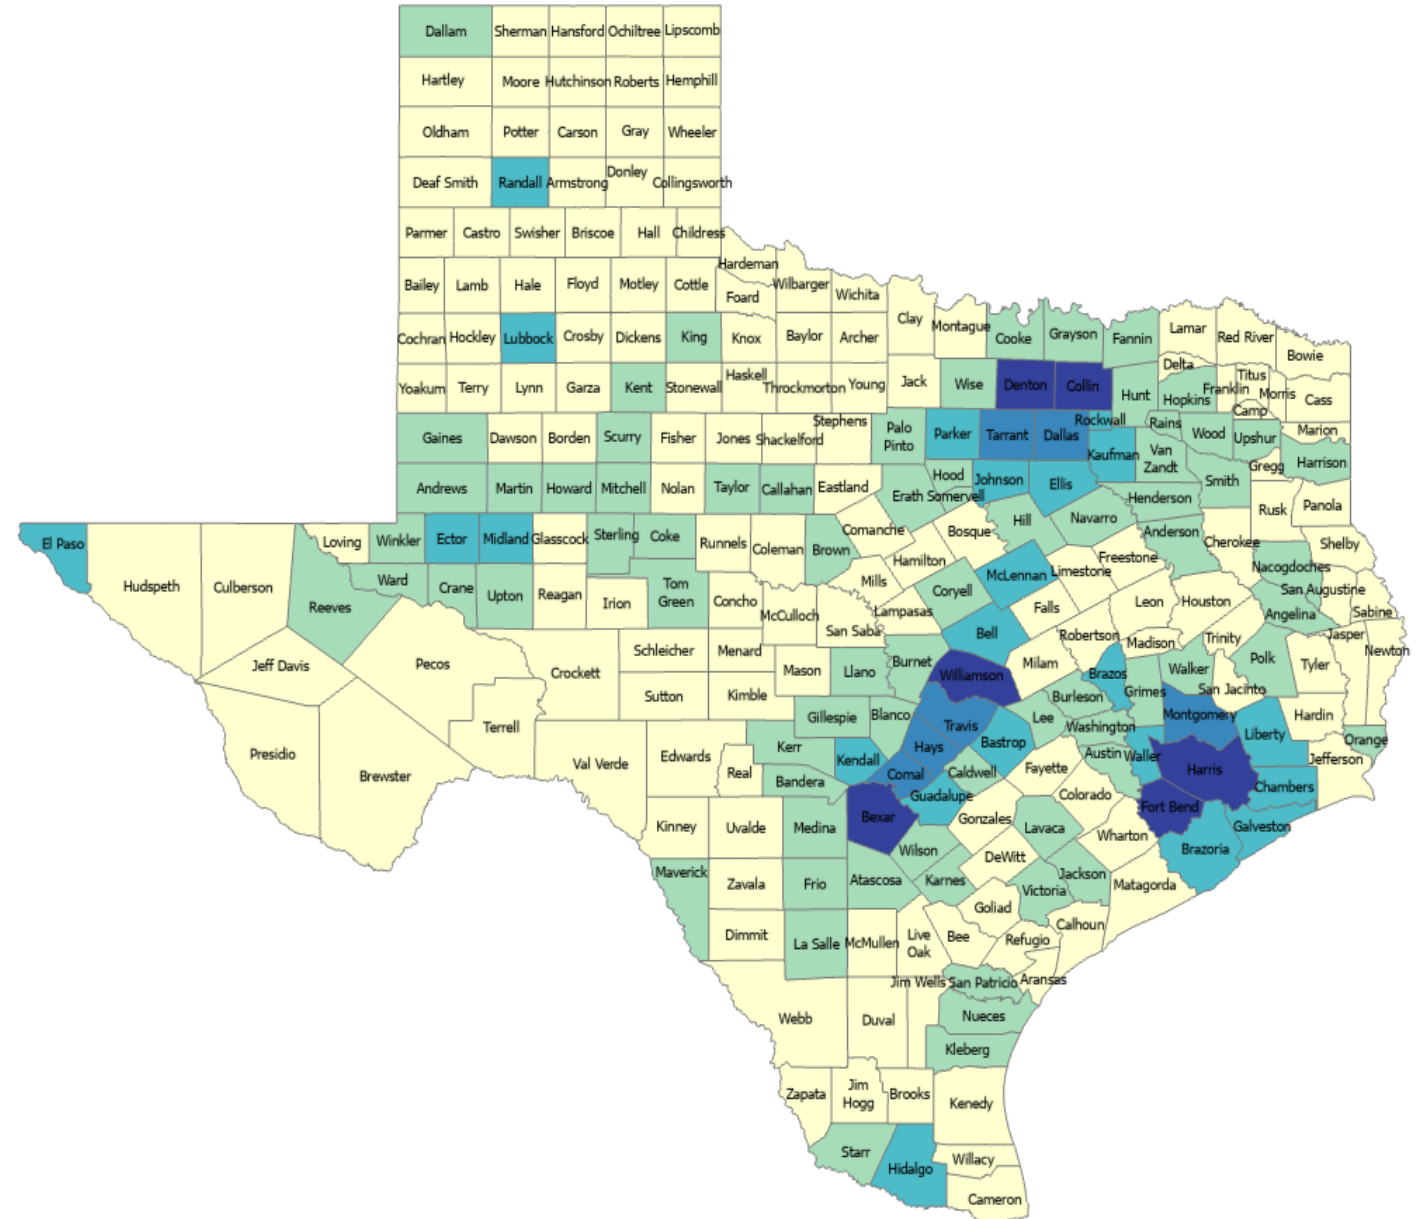 Dallam Sherman Hansford Ochiltree Lipscomb
Hartley Moore Hutchinson Roberts Hemphill
Oldham Potter Carson Gray Wheeler
Deaf Smith Randall Armstrong Donley Collingsworth
Parmer Castro Swisher Briscoe Hall Childress
Hardeman
Bailey Lamb Hale Floyd Motley Cottle Foard Wilbarger Wichita
Clay Montague Cooke Grayson Fannin Lamar Red River Bowie
Cochran Hockley Lubbock Crosby Dickens King Knox Baylor Archer
Delta Titus
Yoakum Terry Lynn Garza Kent Stonewall Haskell Throckmorton Young Jack Wise Denton Collin Hunt Hopkins Franklin Morris Cass
Camp
Gaines Dawson Borden Scurry Fisher Jones Shackelford Stephens Palo
Pinto Parker Tarrant Dallas Rockwall Rains Wood Upshur Marion
Kaufman Van
Zandt Gregg Harrison
Andrews Martin Howard Mitchell Nolan Taylor Callahan Eastland Erath Somervell Hood Johnson Ellis Henderson Smith
Rusk Panola
El Paso Hudspeth Culberson Loving Winkler Ector Midland Glasscock Sterling Coke Runnels Coleman Brown Comanche Bosque Hill Navarro Anderson Cherokee Shelby
Hamilton McLennan Limestone Freestone Nacogdoches
Reeves Ward Crane Upton Reagan Irion Tom
Green Concho McCulloch Mills Lampasas Coryell Falls Leon Houston Angelina San Augustine Sabine
San Saba Bell Robertson Madison Trinity Jasper Newton
Jeff Davis Pecos Crockett Schleicher Menard Mason Llano Burnet Milam Brazos Walker Polk Tyler
Sutton Kimble Williamson Burleson Grimes San Jacinto
Presidio Brewster Terrell Gillespie Blanco Travis Lee Washington Montgomery Liberty Hardin Orange
Val Verde Edwards Real Kerr Kendall Hays Bastrop Fayette Austin Waller Harris Jefferson
Bandera Comal Caldwell Chambers
Kinney Uvalde Medina Bexar Guadalupe Gonzales Colorado Fort Bend Galveston
Wilson Lavaca Wharton Brazoria
Maverick Zavala Frio Atascosa Karnes DeWitt Victoria Jackson Matagorda
Dimmit La Salle McMullen Live
Oak Bee Goliad Refugio Calhoun
Jim Wells San Patricio Aransas
Webb Duval Nueces
Kleberg
Zapata Jim
Hogg Brooks Kenedy
Starr Hidalgo Willacy
Cameron